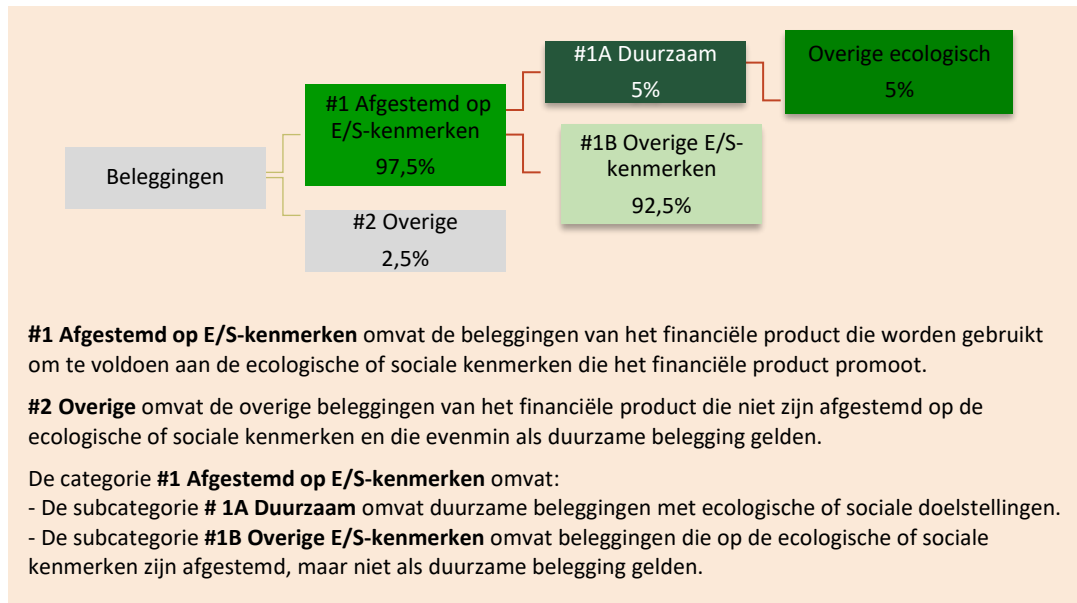 Beleggingen
#1 Afgestemd op
E/S-kenmerken
97,5%
#2 Overige
2,5%
#1A Duurzaam
5%
#1B Overige E/S-
kenmerken
92,5%
Overige ecologisch
5%
#1 Afgestemd op E/S-kenmerken omvat de beleggingen van het financiële product die worden gebruikt
om te voldoen aan de ecologische of sociale kenmerken die het financiële product promoot.
#2 Overige omvat de overige beleggingen van het financiële product die niet zijn afgestemd op de
ecologische of sociale kenmerken en die evenmin als duurzame belegging gelden.
De categorie #1 Afgestemd op E/S-kenmerken omvat:
- De subcategorie # 1A Duurzaam omvat duurzame beleggingen met ecologische of sociale doelstellingen.
- De subcategorie #1B Overige E/S-kenmerken omvat beleggingen die op de ecologische of sociale
kenmerken zijn afgestemd, maar niet als duurzame belegging gelden.